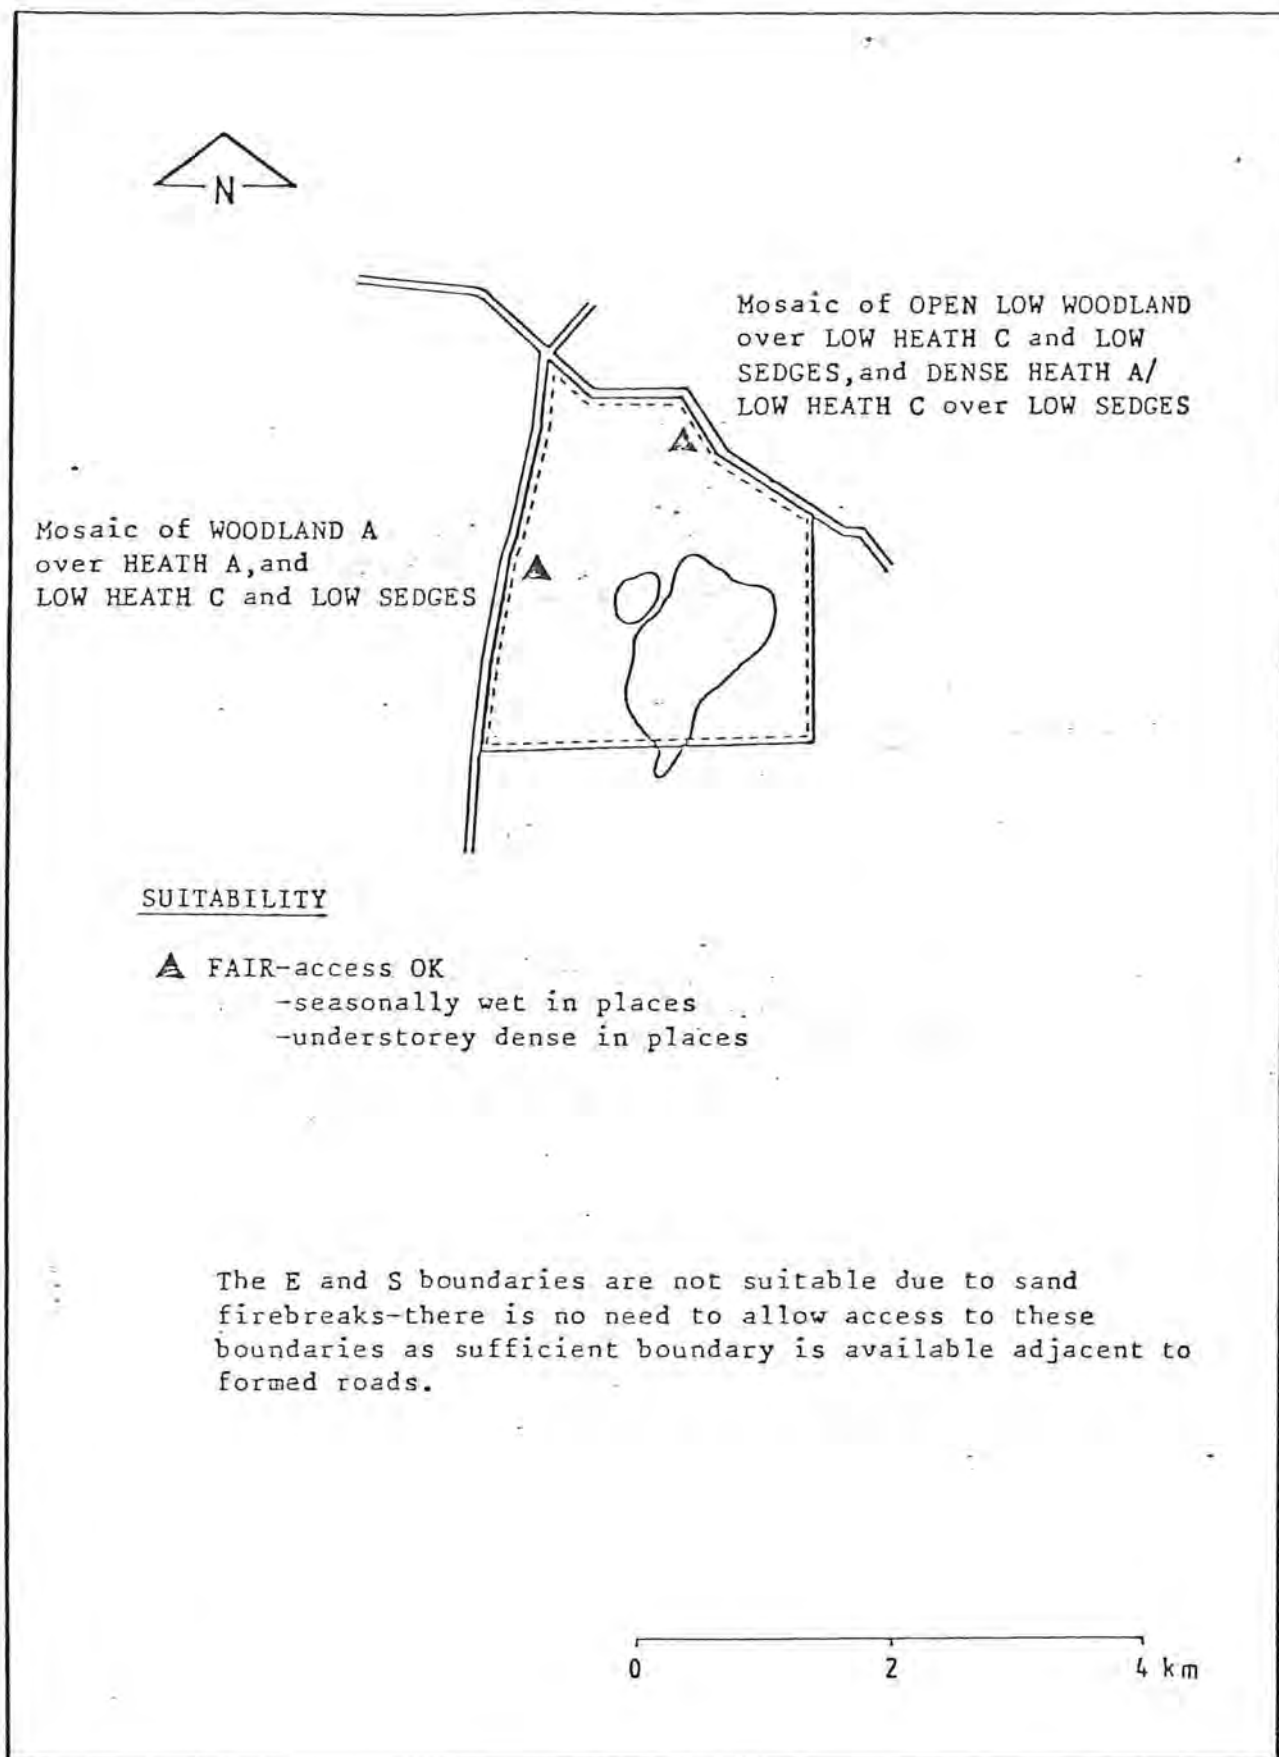 N
Mosaic of OPEN LOW WOODLAND
over LOW HEATH C and LOW
SEDGES,and DENSE HEATH A/
LOW HEATH C over LOW SEDGES
Mosaic of WOODLAND A
over HEATH A,and
LOW HEATH C and LOW SEDGES
SUITABILITY
FAIR-access OK
-seasonally wet in places
-understorey dense in places
The E and S boundaries are not suitable due to sand
firebreaks-there is no need to allow access to these
boundaries as sufficient boundary is available adjacent to
formed roads.
0 2 4 km